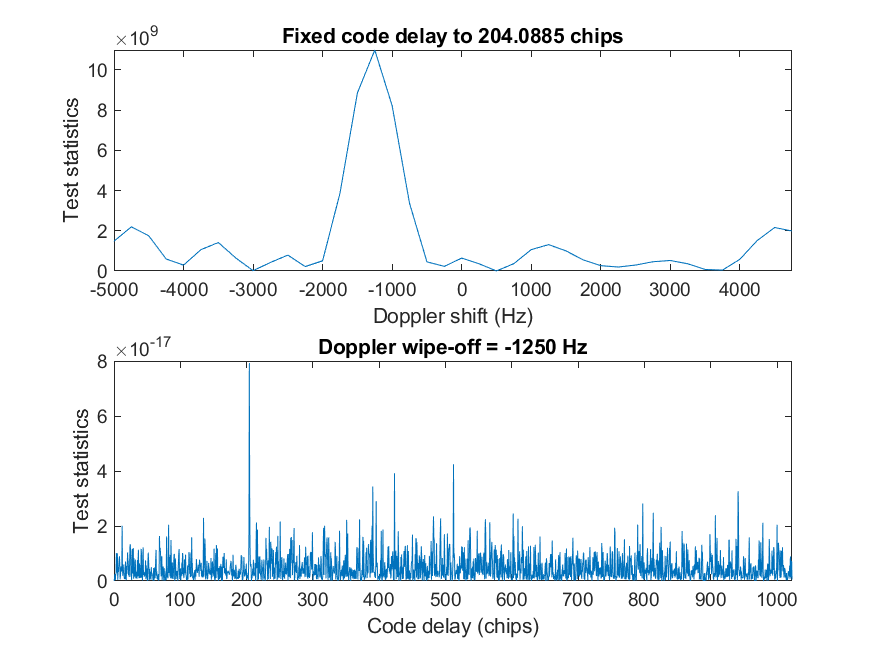 ×10^9
Fixed code delay to 204.0885 chips
Test statistics
10
8
6
4
2
0
-5000 -4000 -3000 -2000 -1000 0 1000 2000 3000 4000
Doppler shift (Hz)
×10^-17
Doppler wipe-off = -1250 Hz
Test statistics
8
6
4
2
0
0 100 200 300 400 500 600 700 800 900 1000
Code delay (chips)